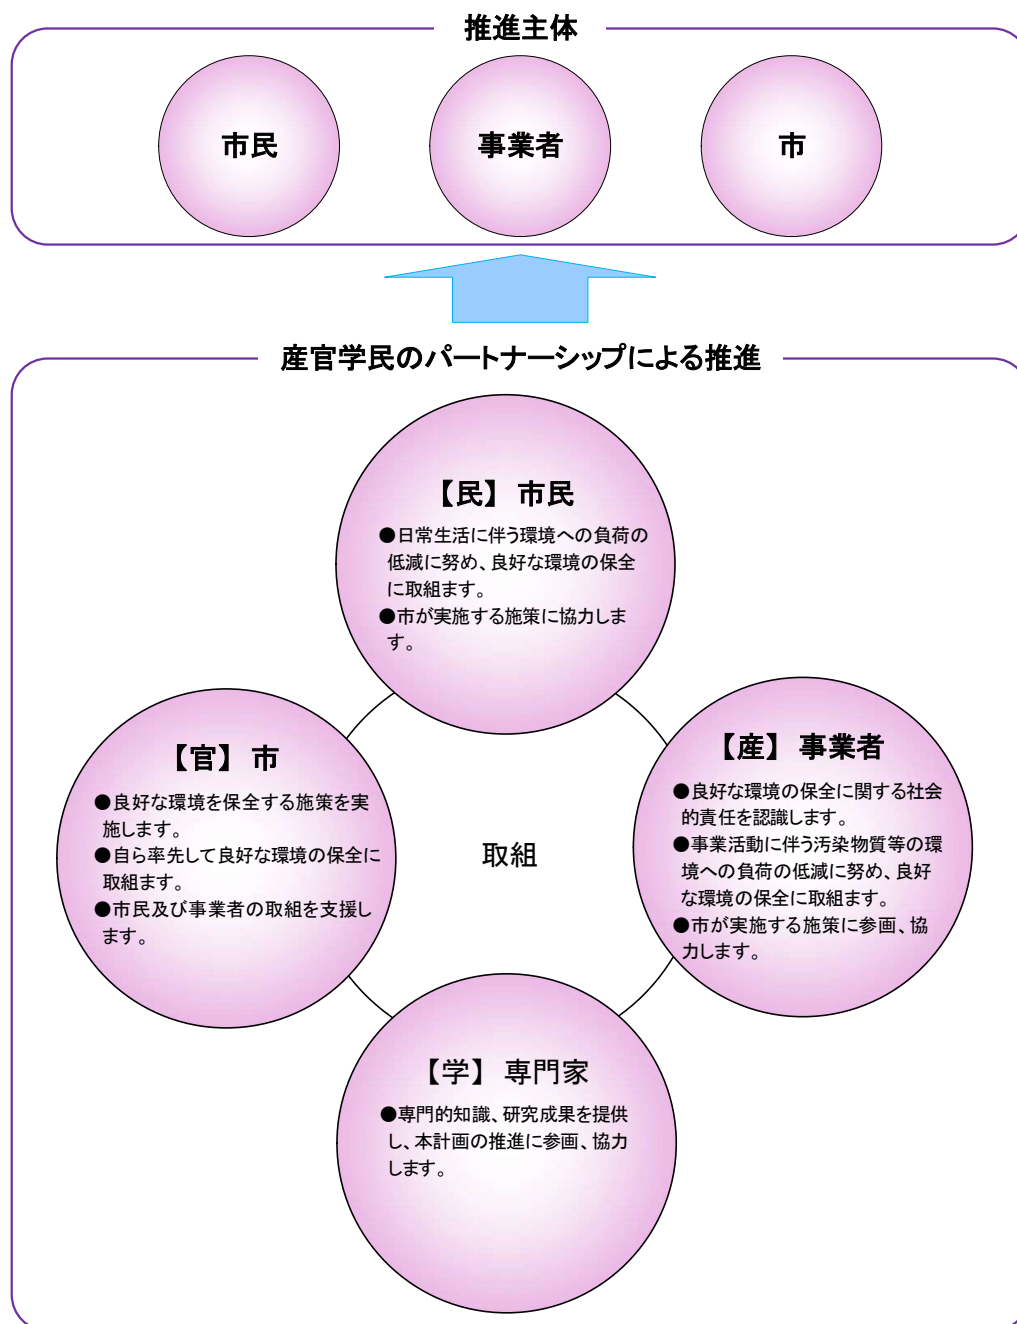 推進主体
市民
事業者
市
産官学民のパートナーシップによる推進
【民】 市民
●日常生活に伴う環境への負荷の
低減に努め、良好な環境の保全
に取組ます。
●市が実施する施策に協力しま
す。
【官】 市
●良好な環境を保全する施策を実
施します。
●自ら率先して良好な環境の保全に
取組ます。
●市民及び事業者の取組を支援し
ます。
取組
【産】 事業者
●良好な環境の保全に関する社会
的責任を認識します。
●事業活動に伴う汚染物質等の環
境への負荷の低減に努め、良好
な環境の保全に取組ます。
●市が実施する施策に参画、協
力します。
【学】 専門家
●専門的知識、研究成果を提供
し、本計画の推進に参画、協力
します。